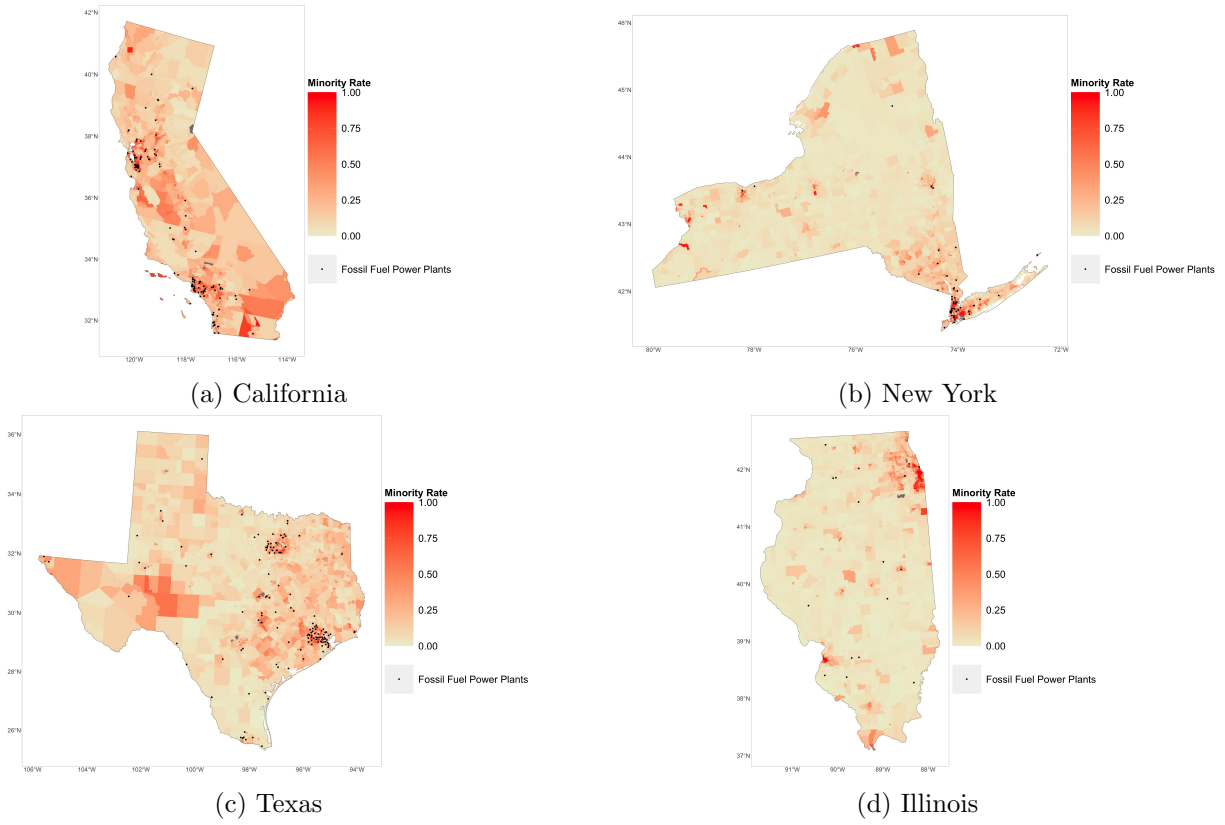 42°N
40°N
38°N
36°N
34°N
32°N
120°W 118°W 116°W 114°W
Minority Rate
1.00
0.75
0.50
0.25
0.00
Fossil Fuel Power Plants
(a) California
46°N
45°N
44°N
43°N
42°N
80°W 78°W 76°W 74°W 72°W
Minority Rate
1.00
0.75
0.50
0.25
0.00
Fossil Fuel Power Plants
(b) New York
36°N
34°N
32°N
30°N
28°N
26°N
106°W 104°W 102°W 100°W 98°W 96°W 94°W
Minority Rate
1.00
0.75
0.50
0.25
0.00
Fossil Fuel Power Plants
(c) Texas
42°N
41°N
40°N
39°N
38°N
37°N
91°W 90°W 89°W 88°W
Minority Rate
1.00
0.75
0.50
0.25
0.00
Fossil Fuel Power Plants
(d) Illinois